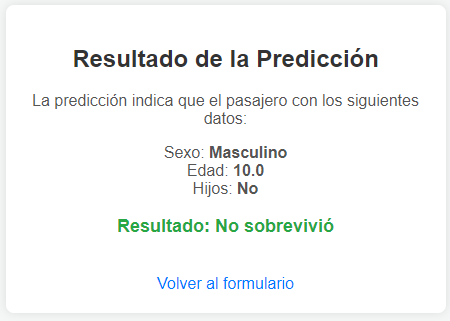 Resultado de la Predicción
La predicción indica que el pasajero con los siguientes
datos:
Sexo: Masculino
Edad: 10.0
Hijos: No
Resultado: No sobrevivió
Volver al formulario